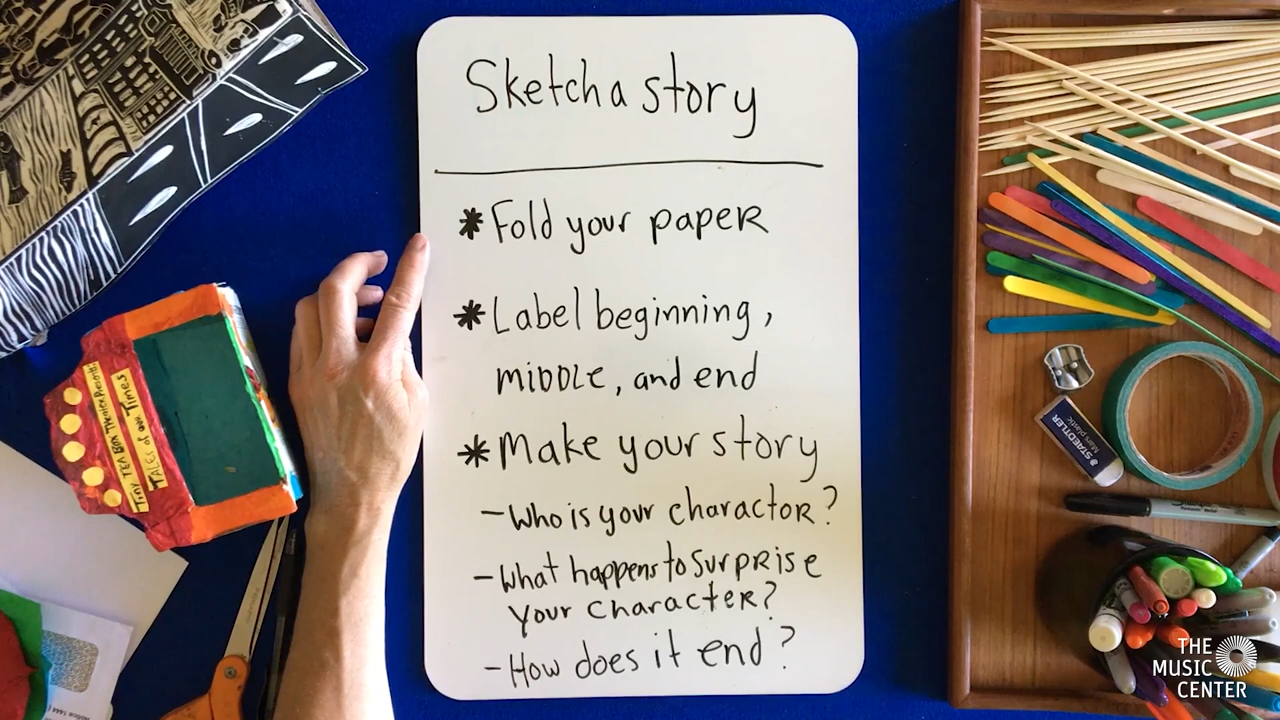 Sketch a story
* Fold your paper
* Label beginning,
middle, and end
* Make your story
- Who is your charactor?
- What happens to surprise
your character?
- How does it end?
Tiny TEA Box Theater Presents:
TALES of our Times
STAEDTLER
Mars plastic
THE
MUSIC
CENTER